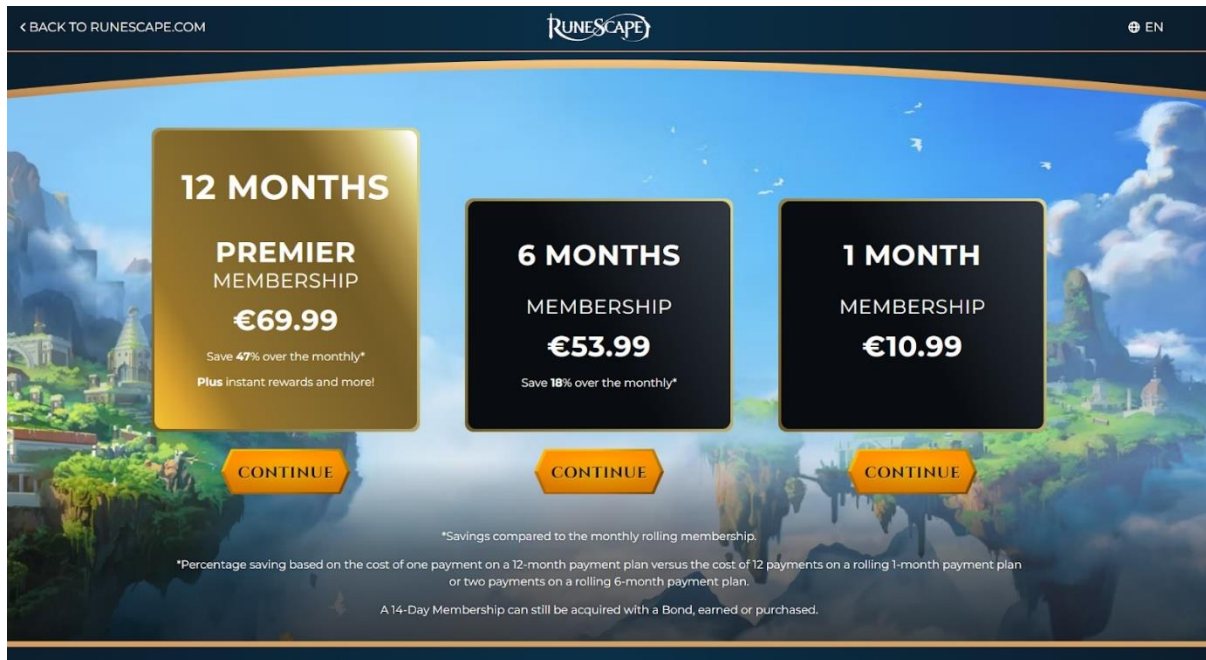 < BACK TO RUNESCAPE.COM
RUNESCAPE
EN
12 MONTHS
PREMIER
MEMBERSHIP
€69.99
Save 47% over the monthly*
Plus instant rewards and more!
CONTINUE
6 MONTHS
MEMBERSHIP
€53.99
Save 18% over the monthly*
CONTINUE
1 MONTH
MEMBERSHIP
€10.99
CONTINUE
*Savings compared to the monthly rolling membership.
*Percentage saving based on the cost of one payment on a 12-month payment plan versus the cost of 12 payments on a rolling 1-month payment plan
or two payments on a rolling 6-month payment plan.
A 14-Day Membership can still be acquired with a Bond, earned or purchased.